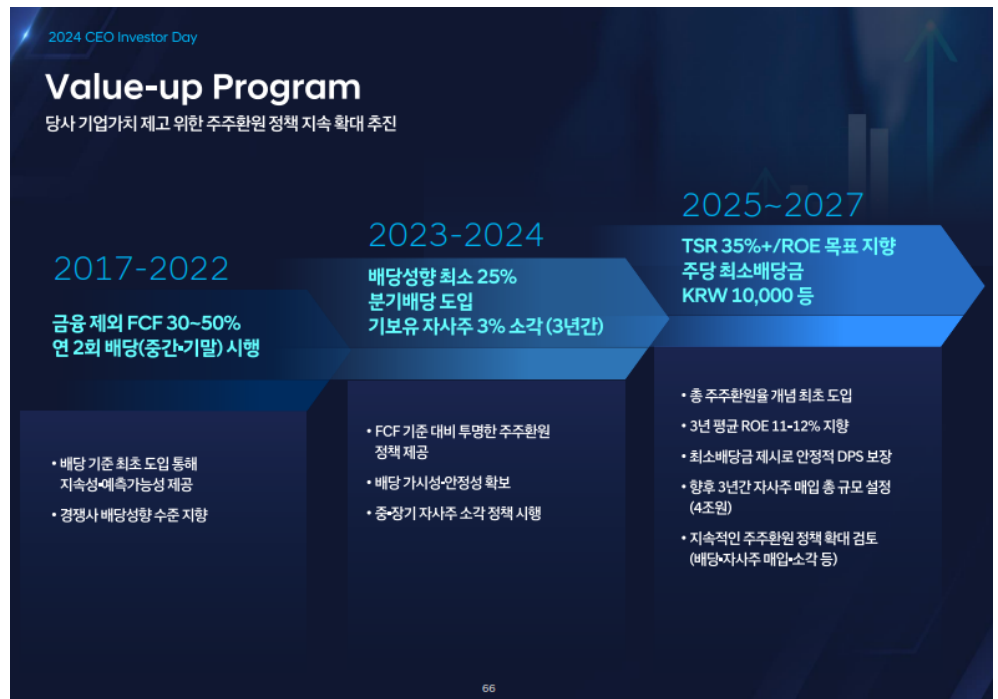 2024 CEO Investor Day
Value-up Program
당사 기업가치 제고 위한 주주환원 정책 지속 확대 추진
2017-2022
금융 제외 FCF 30~50%
연 2회 배당(중간•기말) 시행
• 배당 기준 최초 도입 통해
지속성•예측가능성 제공
• 경쟁사 배당성향 수준 지향
2023-2024
배당성향 최소 25%
분기배당 도입
기보유 자사주 3% 소각 (3년간)
• FCF 기준 대비 투명한 주주환원
정책 제공
• 배당 가시성•안정성 확보
• 중•장기 자사주 소각 정책 시행
2025~2027
TSR 35%+/ROE 목표 지향
주당 최소배당금
KRW 10,000 등
• 총 주주환원율 개념 최초 도입
• 3년 평균 ROE 11-12% 지향
• 최소배당금 제시로 안정적 DPS 보장
• 향후 3년간 자사주 매입 총 규모 설정
(4조원)
• 지속적인 주주환원 정책 확대 검토
(배당•자사주 매입•소각 등)
66